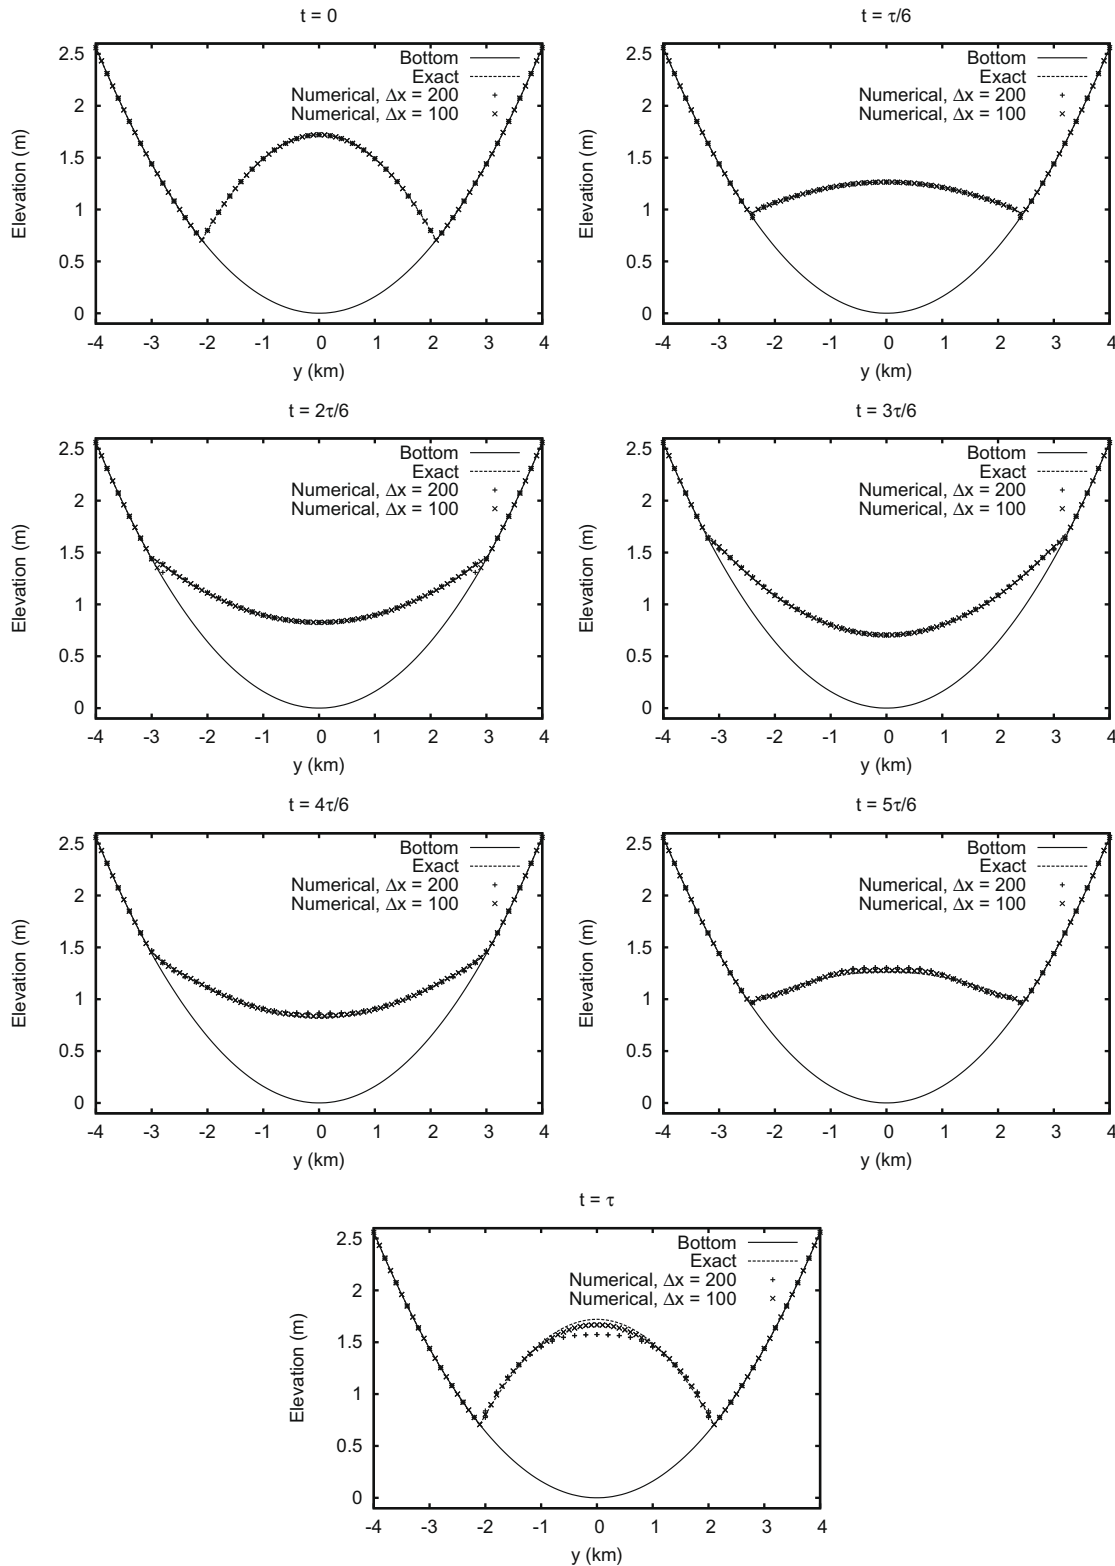 t = 0
2.5
2
1.5
1
0.5
0
Elevation (m)
Bottom
Exact
Numerical, Δx = 200
Numerical, Δx = 100
-4 -3 -2 -1 0 1 2 3 4
y (km)
t = τ/6
2.5
2
1.5
1
0.5
0
Elevation (m)
Bottom
Exact
Numerical, Δx = 200
Numerical, Δx = 100
-4 -3 -2 -1 0 1 2 3 4
y (km)
t = 2τ/6
2.5
2
1.5
1
0.5
0
Elevation (m)
Bottom
Exact
Numerical, Δx = 200
Numerical, Δx = 100
-4 -3 -2 -1 0 1 2 3 4
y (km)
t = 3τ/6
2.5
2
1.5
1
0.5
0
Elevation (m)
Bottom
Exact
Numerical, Δx = 200
Numerical, Δx = 100
-4 -3 -2 -1 0 1 2 3 4
y (km)
t = 4τ/6
2.5
2
1.5
1
0.5
0
Elevation (m)
Bottom
Exact
Numerical, Δx = 200
Numerical, Δx = 100
-4 -3 -2 -1 0 1 2 3 4
y (km)
t = 5τ/6
2.5
2
1.5
1
0.5
0
Elevation (m)
Bottom
Exact
Numerical, Δx = 200
Numerical, Δx = 100
-4 -3 -2 -1 0 1 2 3 4
y (km)
t = τ
2.5
2
1.5
1
0.5
0
Elevation (m)
Bottom
Exact
Numerical, Δx = 200
Numerical, Δx = 100
-4 -3 -2 -1 0 1 2 3 4
y (km)